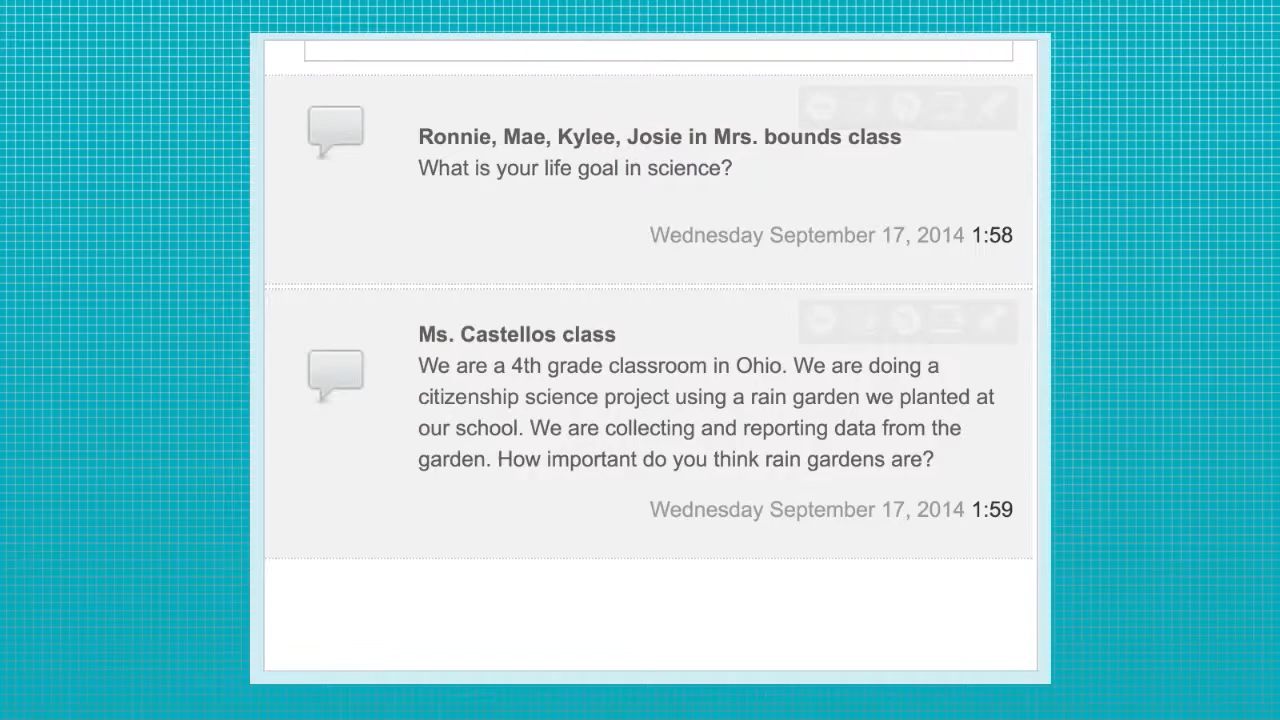 Ronnie, Mae, Kylee, Josie in Mrs. bounds class
What is your life goal in science?
Wednesday September 17, 2014 1:58
Ms. Castellos class
We are a 4th grade classroom in Ohio. We are doing a
citizenship science project using a rain garden we planted at
our school. We are collecting and reporting data from the
garden. How important do you think rain gardens are?
Wednesday September 17, 2014 1:59